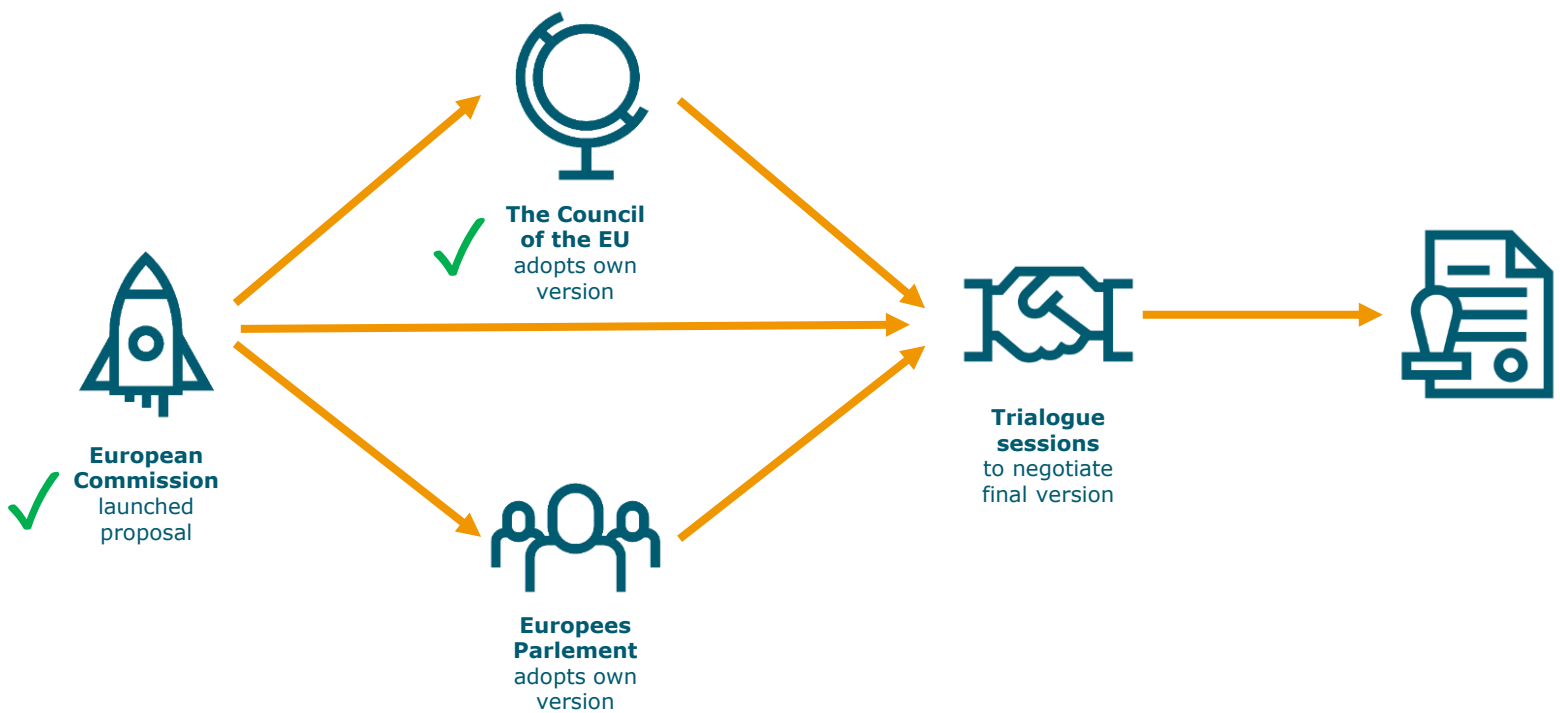 The Council
of the EU
adopts own
version
European
Commission
launched
proposal
Trialogue
sessions
to negotiate
final version
Europees
Parlement
adopts own
version